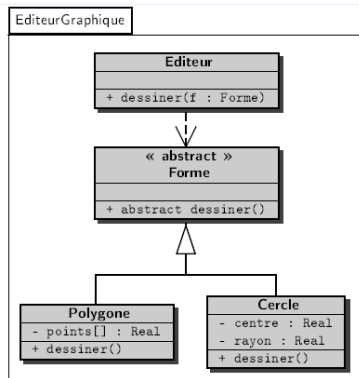 EditeurGraphique
Editeur
+ dessiner(f : Forme)
« abstract »
Forme
+ abstract dessiner()
Polygone
- points[] : Real
+ dessiner()
Cercle
- centre : Real
- rayon : Real
+ dessiner()